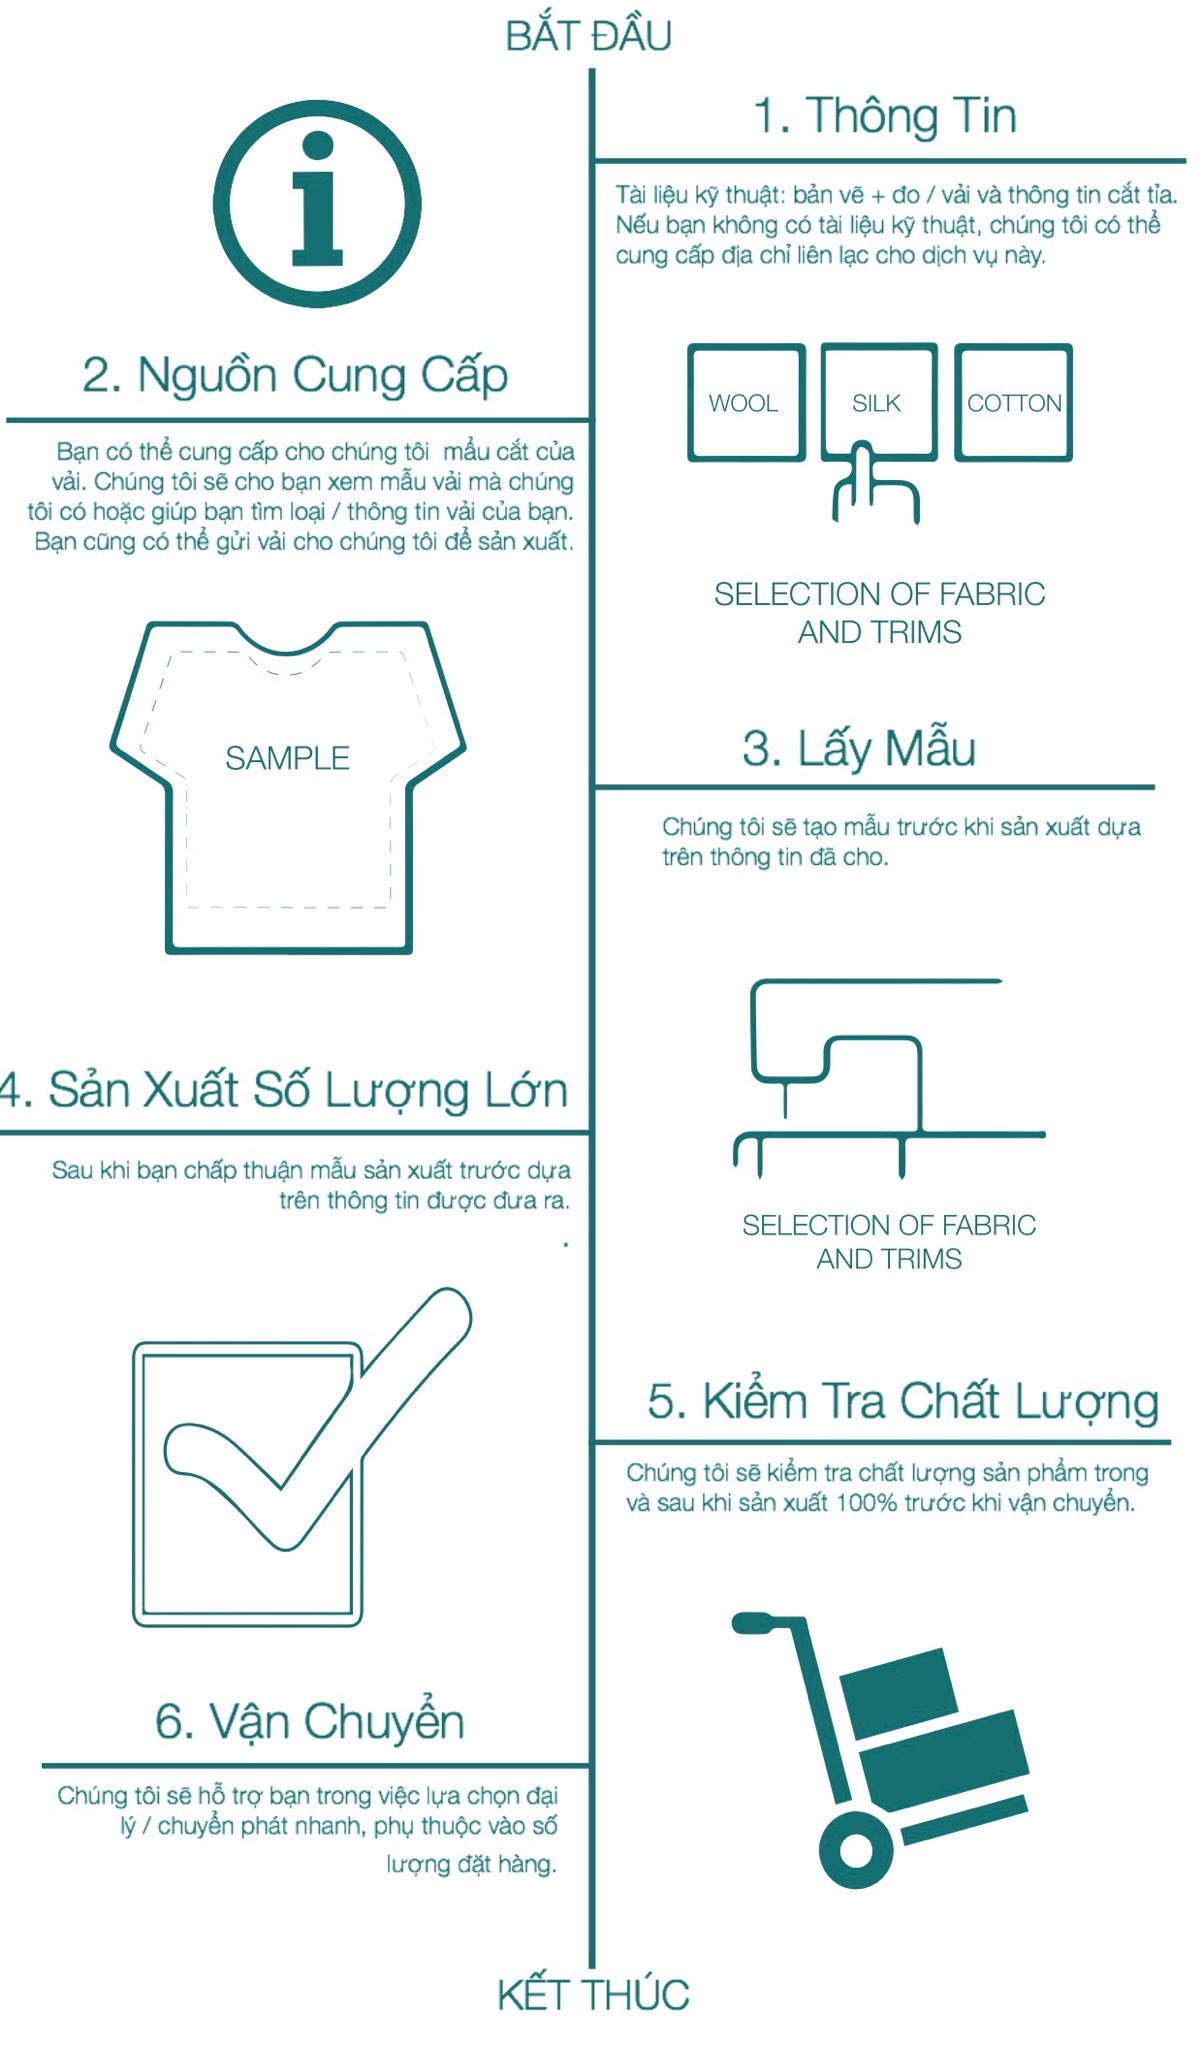 BẮT ĐẦU
1. Thông Tin
Tài liệu kỹ thuật: bản vẽ + đo / vải và thông tin cắt tỉa.
Nếu bạn không có tài liệu kỹ thuật, chúng tôi có thể
cung cấp địa chỉ liên lạc cho dịch vụ này.
WOOL
SILK
COTTON
SELECTION OF FABRIC
AND TRIMS
2. Nguồn Cung Cấp
Bạn có thể cung cấp cho chúng tôi mẩu cắt của
vải. Chúng tôi sẽ cho bạn xem mẫu vải mà chúng
tôi có hoặc giúp bạn tìm loại / thông tin vải của bạn.
Bạn cũng có thể gửi vải cho chúng tôi để sản xuất.
SAMPLE
3. Lấy Mẫu
Chúng tôi sẽ tạo mẫu trước khi sản xuất dựa
trên thông tin đã cho.
SELECTION OF FABRIC
AND TRIMS
4. Sản Xuất Số Lượng Lớn
Sau khi bạn chấp thuận mẫu sản xuất trước dựa
trên thông tin được đưa ra.
.
5. Kiểm Tra Chất Lượng
Chúng tôi sẽ kiểm tra chất lượng sản phẩm trong
và sau khi sản xuất 100% trước khi vận chuyển.
6. Vận Chuyển
Chúng tôi sẽ hỗ trợ bạn trong việc lựa chọn đại
lý / chuyển phát nhanh, phụ thuộc vào số
lượng đặt hàng.
KẾT THÚC